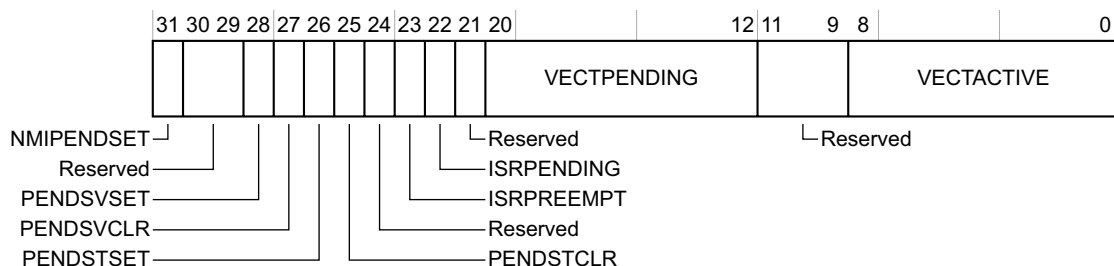 31 30 29 28 27 26 25 24 23 22 21 20 12 11 9 8 0
VECTPENDING VECTACTIVE
NMIPENDSET Reserved Reserved
Reserved ISRPENDING
PENDSVSET ISRPREEMPT
PENDSVCLR Reserved
PENDSTSET PENDSTCLR